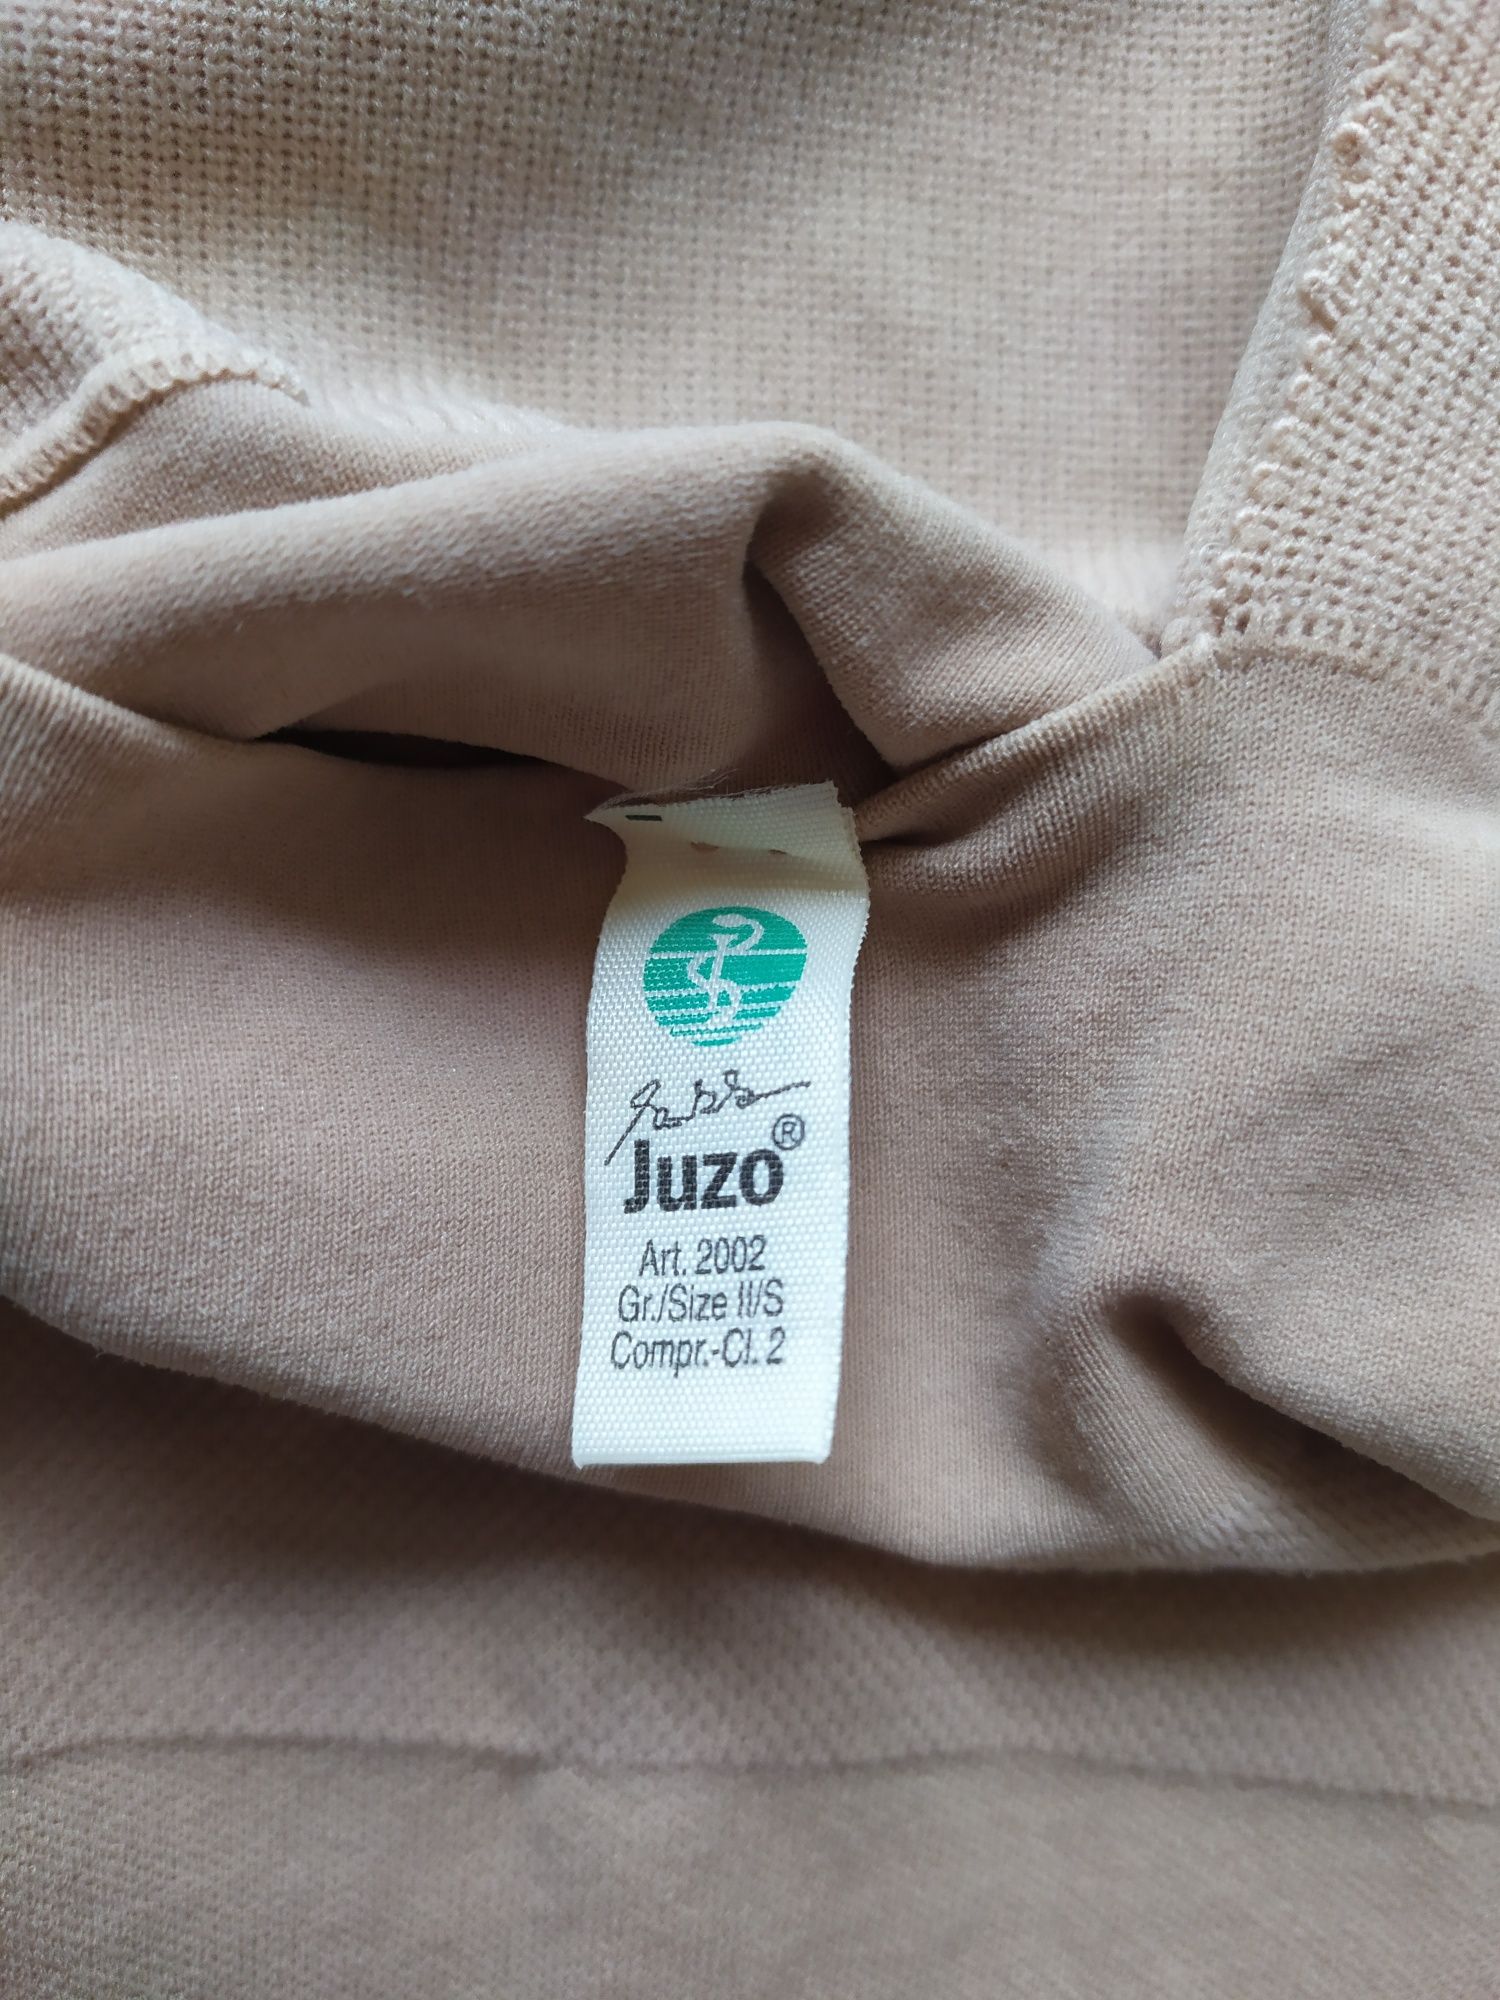 Juzo®
Art. 2002
Gr./Size II/S
Compr.-Cl. 2